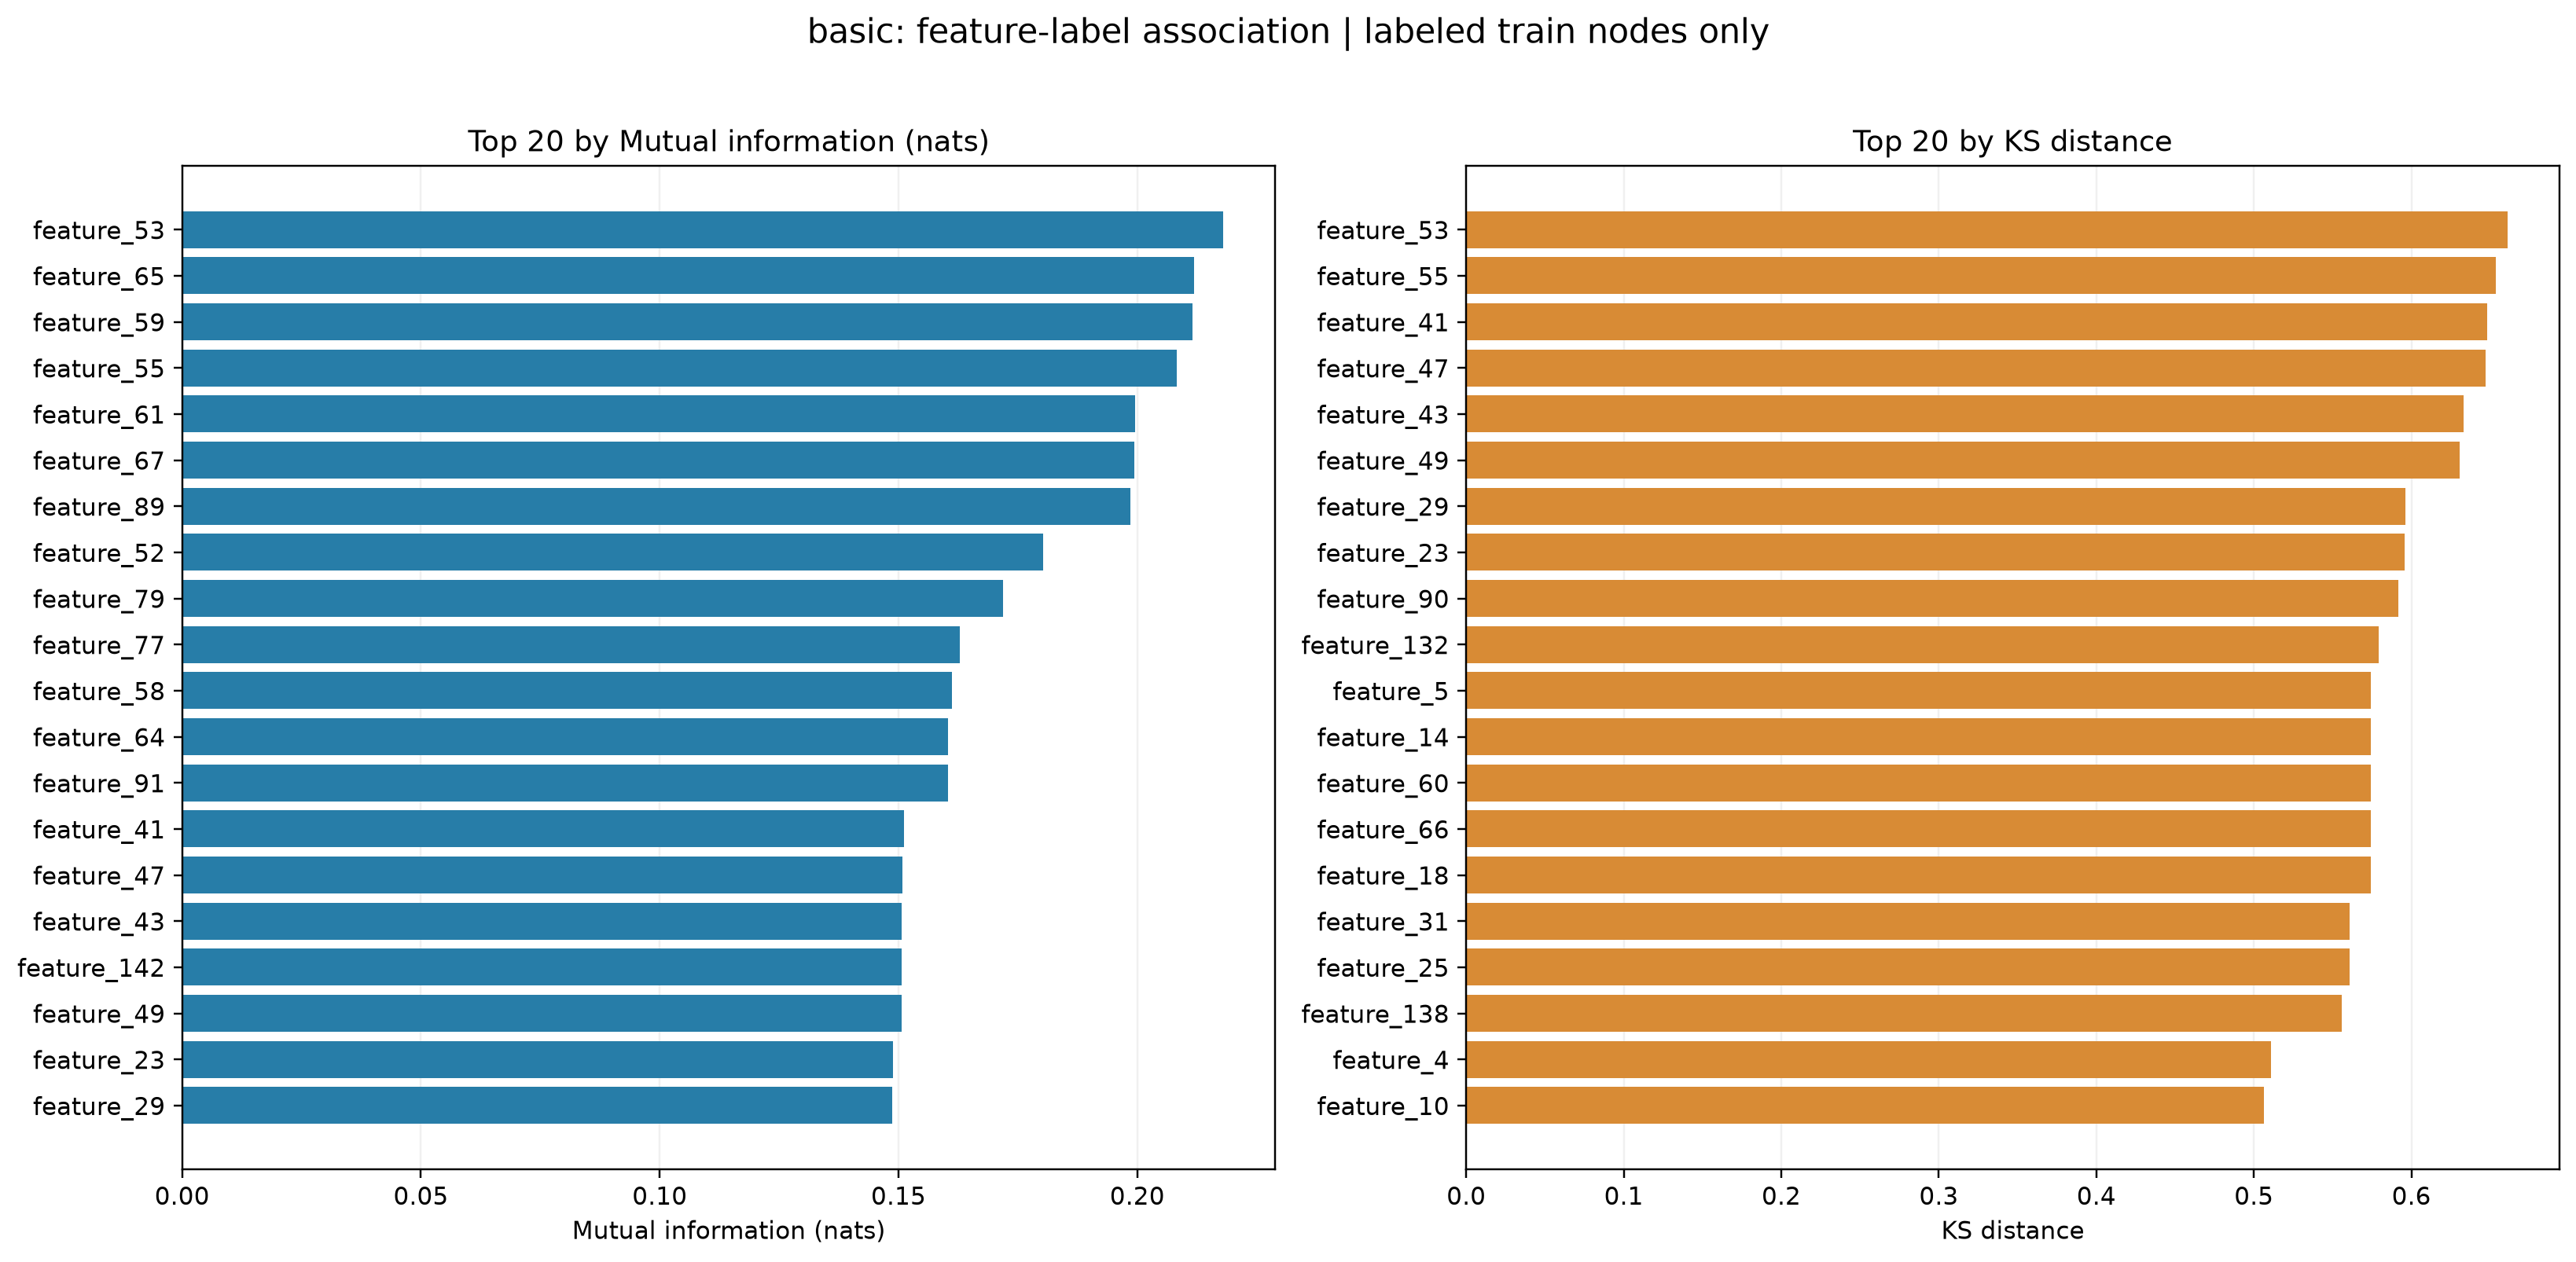 basic: feature-label association | labeled train nodes only
Top 20 by Mutual information (nats)
feature_53
feature_65
feature_59
feature_55
feature_61
feature_67
feature_89
feature_52
feature_79
feature_77
feature_58
feature_64
feature_91
feature_41
feature_47
feature_43
feature_142
feature_49
feature_23
feature_29
0.00 0.05 0.10 0.15 0.20
Mutual information (nats)
Top 20 by KS distance
feature_53
feature_55
feature_41
feature_47
feature_43
feature_49
feature_29
feature_23
feature_90
feature_132
feature_5
feature_14
feature_60
feature_66
feature_18
feature_31
feature_25
feature_138
feature_4
feature_10
0.0 0.1 0.2 0.3 0.4 0.5 0.6
KS distance